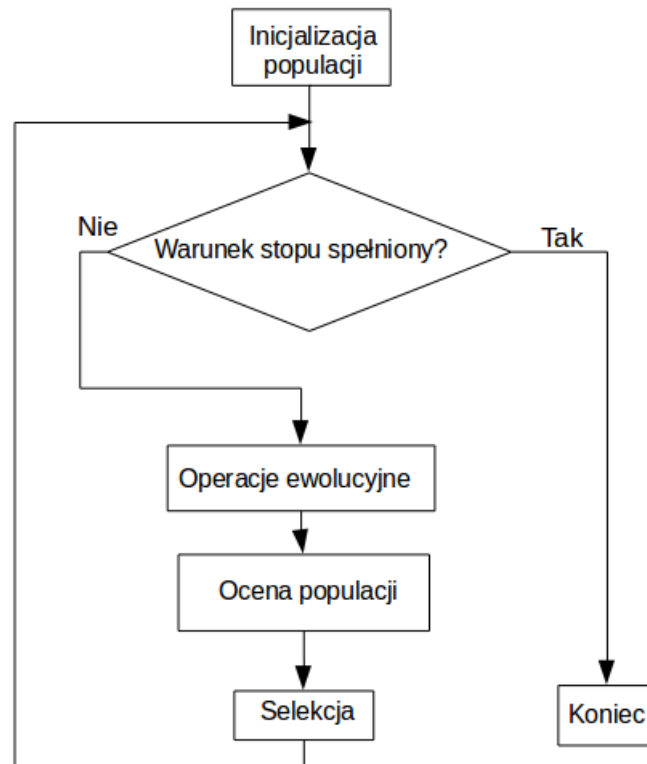 Inicjalizacja
populacji
Nie
Warunek stopu spełniony?
Tak
Operacje ewolucyjne
Ocena populacji
Selekcja
Koniec